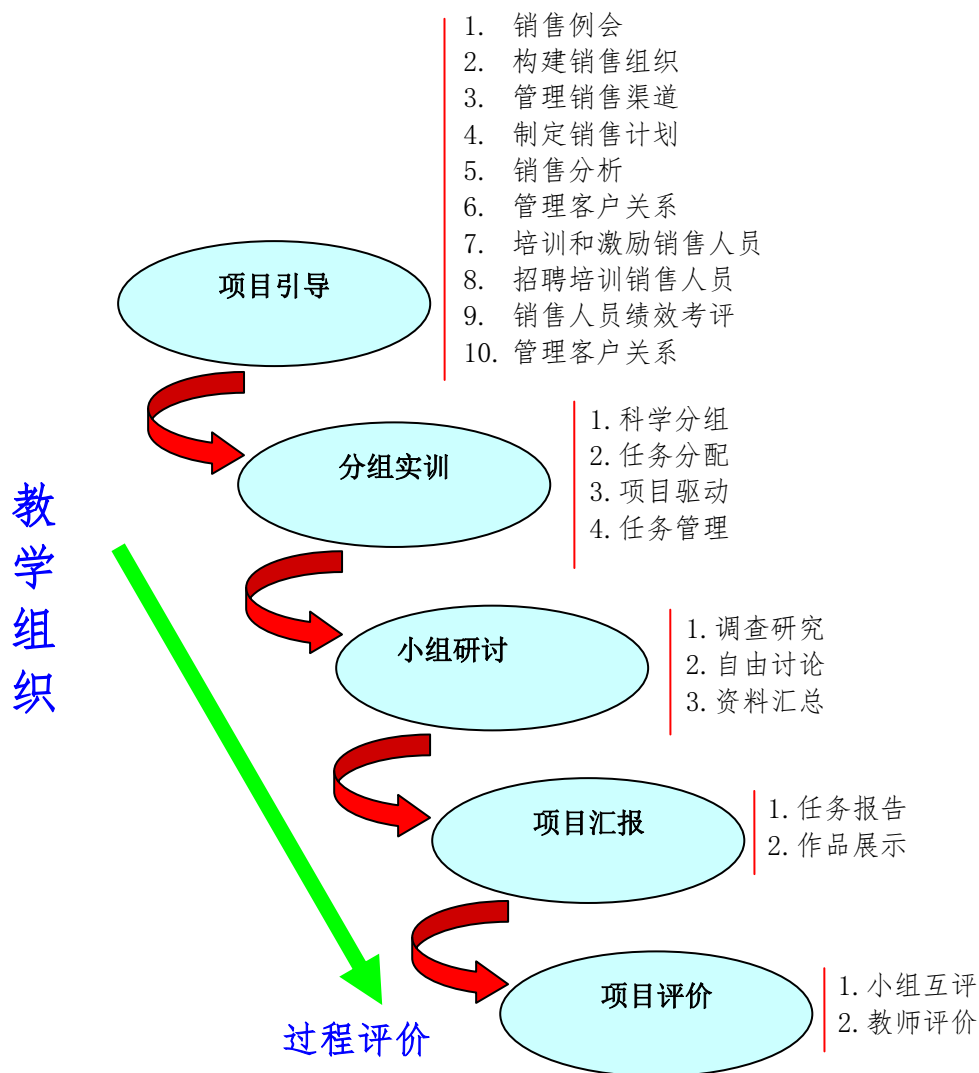 1. 销售例会
2. 构建销售组织
3. 管理销售渠道
4. 制定销售计划
5. 销售分析
6. 管理客户关系
7. 培训和激励销售人员
8. 招聘培训销售人员
9. 销售人员绩效考评
10. 管理客户关系
项目引导
1. 科学分组
2. 任务分配
3. 项目驱动
4. 任务管理
分组实训
教学组织
1. 调查研究
2. 自由讨论
3. 资料汇总
小组研讨
1. 任务报告
2. 作品展示
项目汇报
1. 小组互评
2. 教师评价
项目评价
过程评价